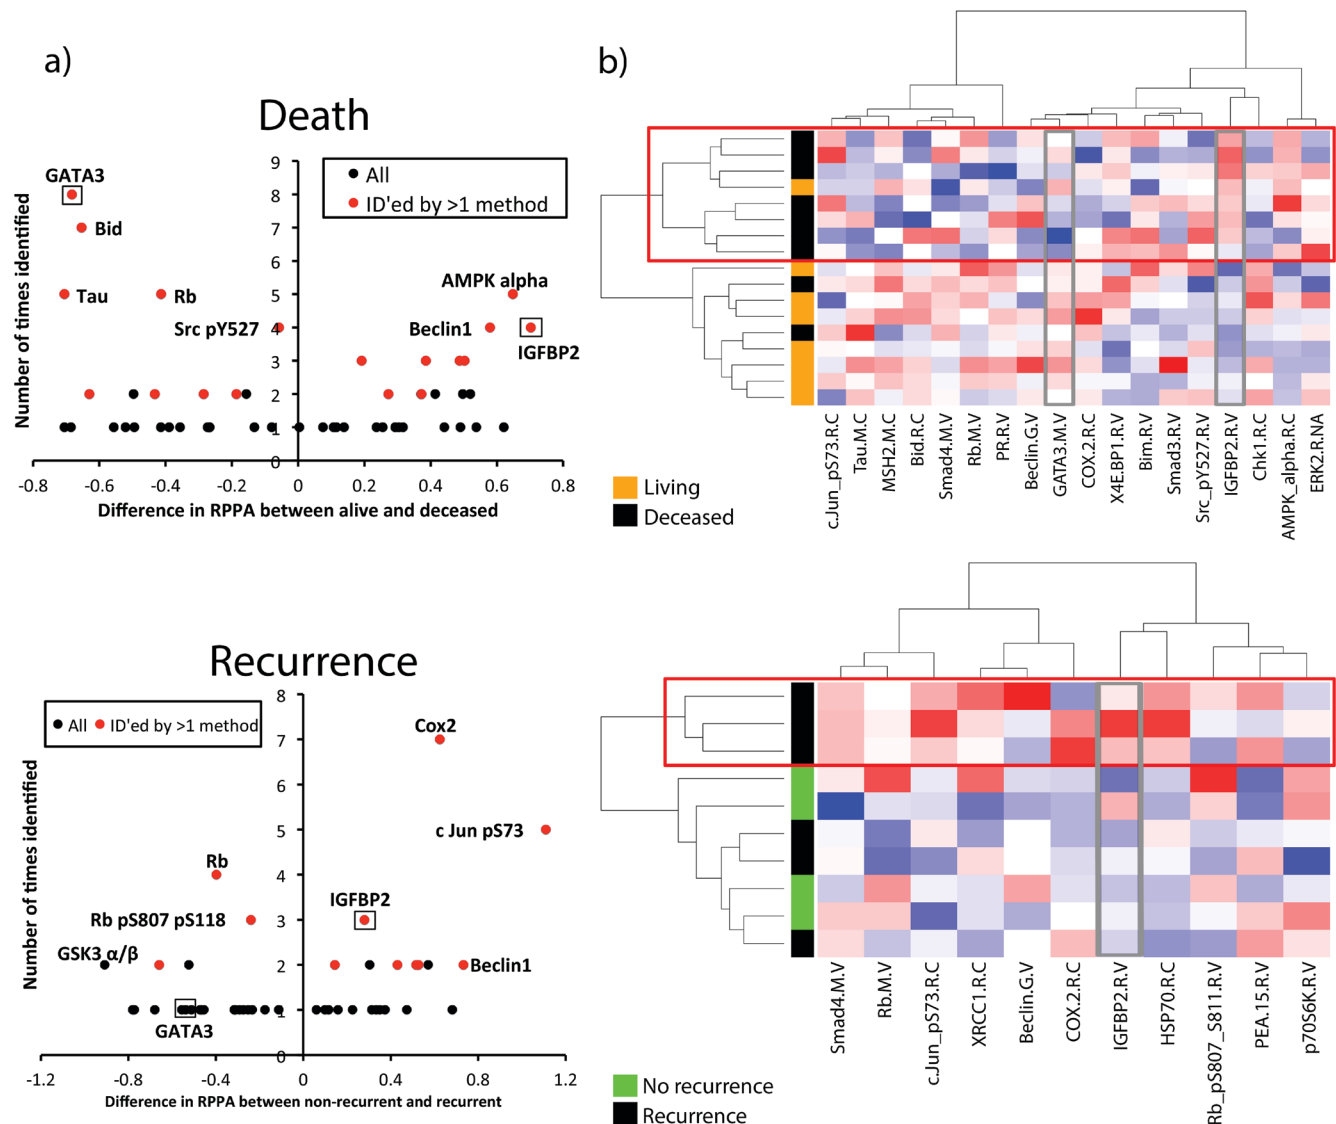 a)
Death
Number of times identified
9
8
7
6
5
4
3
2
1
0
All
ID'ed by >1 method
GATA3
Bid
Tau
Rb
Src pY527
AMPK alpha
Beclin1
IGFBP2
-0.8 -0.6 -0.4 -0.2 0 0.2 0.4 0.6 0.8
Difference in RPPA between alive and deceased
b)
c.Jun_pS73.R.C
Tau.M.C
MSH2.M.C
Bid.R.C
Smad4.M.V
Rb.M.V
PR.R.V
Beclin.G.V
GATA3.M.V
COX.2.R.C
X4E.BP1.R.V
Bim.R.V
Smad3.R.V
Src_pY527.R.V
IGFBP2.R.V
Chk1.R.C
AMPK_alpha.R.C
ERK2.R.NA
Living
Deceased
Recurrence
Number of times identified
8
7
6
5
4
3
2
1
0
All ID'ed by >1 method
Cox2
c Jun pS73
Rb
IGFBP2
Rb pS807 pS118
GSK3 α/β
Beclin1
GATA3
-1.2 -0.8 -0.4 0 0.4 0.8 1.2
Difference in RPPA between non-recurrent and recurrent
Smad4.M.V
Rb.M.V
c.Jun_pS73.R.C
XRCC1.R.C
Beclin.G.V
COX.2.R.C
IGFBP2.R.V
HSP70.R.C
Rb_pS807_S811.R.V
PEA.15.R.V
p70S6K.R.V
No recurrence
Recurrence